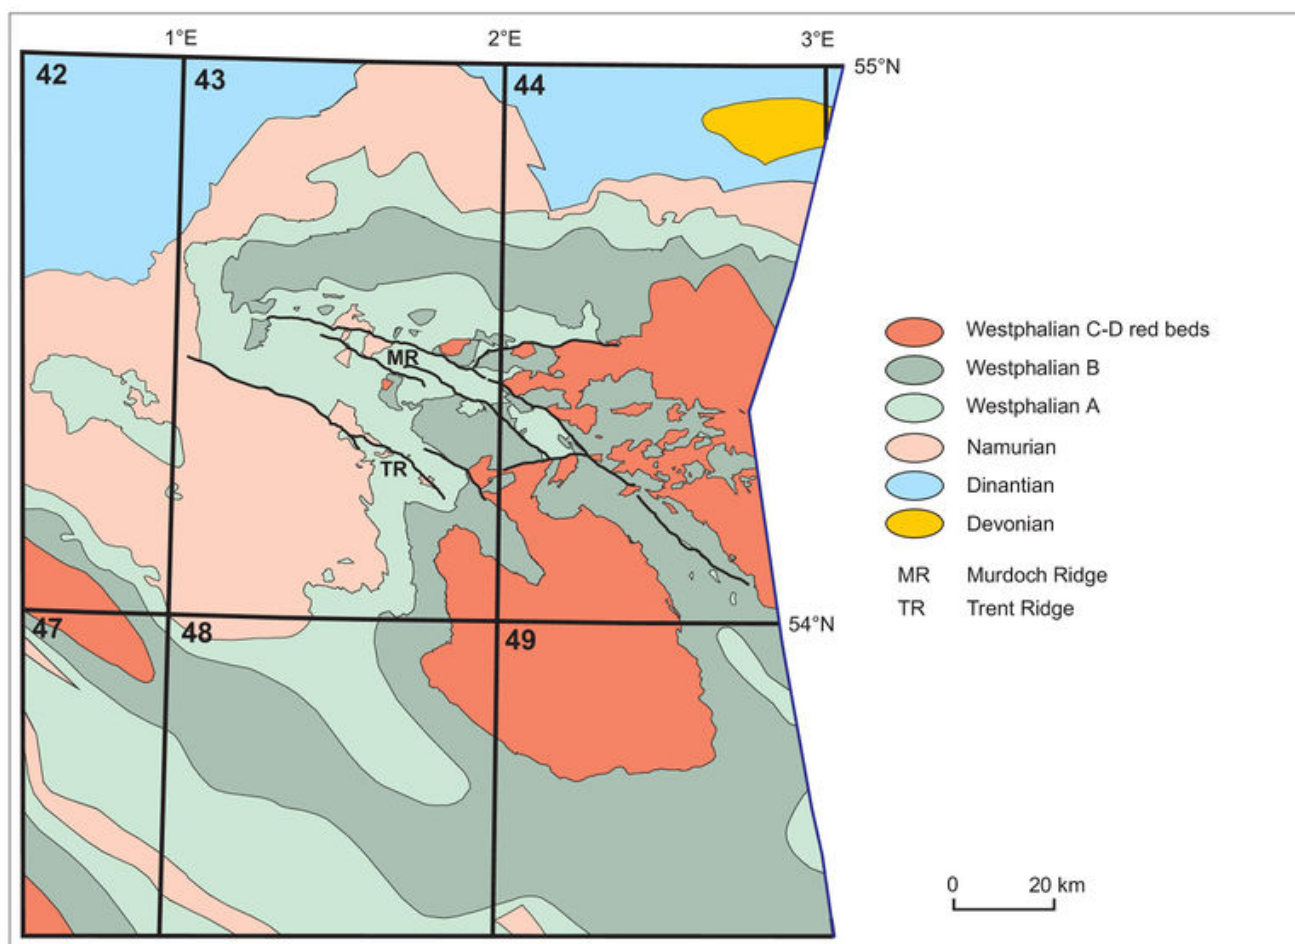 1°E 2°E 3°E
42 43 44 55°N
MR
TR
47 48 49 54°N
Westphalian C-D red beds
Westphalian B
Westphalian A
Namurian
Dinantian
Devonian
MR Murdoch Ridge
TR Trent Ridge
0 20 km